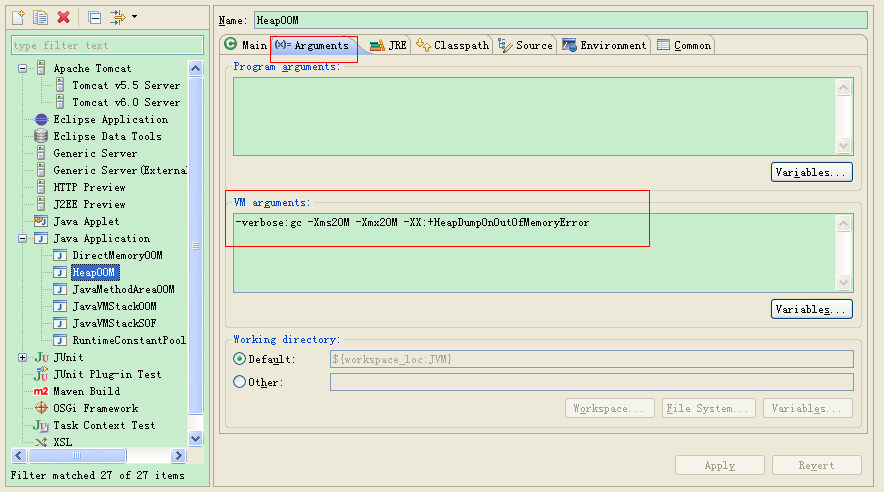 type filter text
Apache Tomcat
Tomcat v5.5 Server
Tomcat v6.0 Server
Eclipse Application
Eclipse Data Tools
Generic Server
Generic Server(External
HTTP Preview
J2EE Preview
Java Applet
Java Application
DirectMemoryOOM
HeapOOM
JavaMethodAreaOOM
JavaVMStackOOM
JavaVMStackSOF
RuntimeConstantPool
JUnit
JUnit Plug-in Test
Maven Build
OSGi Framework
Task Context Test
XSL
Filter matched 27 of 27 items
Name: HeapOOM
Main (x)= Arguments JRE Classpath Source Environment Common
Program arguments:
Variables...
VM arguments:
-verbose:gc -Xms20M -Xmx20M -XX:+HeapDumpOnOutOfMemoryError
Variables...
Working directory:
Default: ${workspace_loc:JVM}
Other:
Workspace... File System... Variables...
Apply Revert